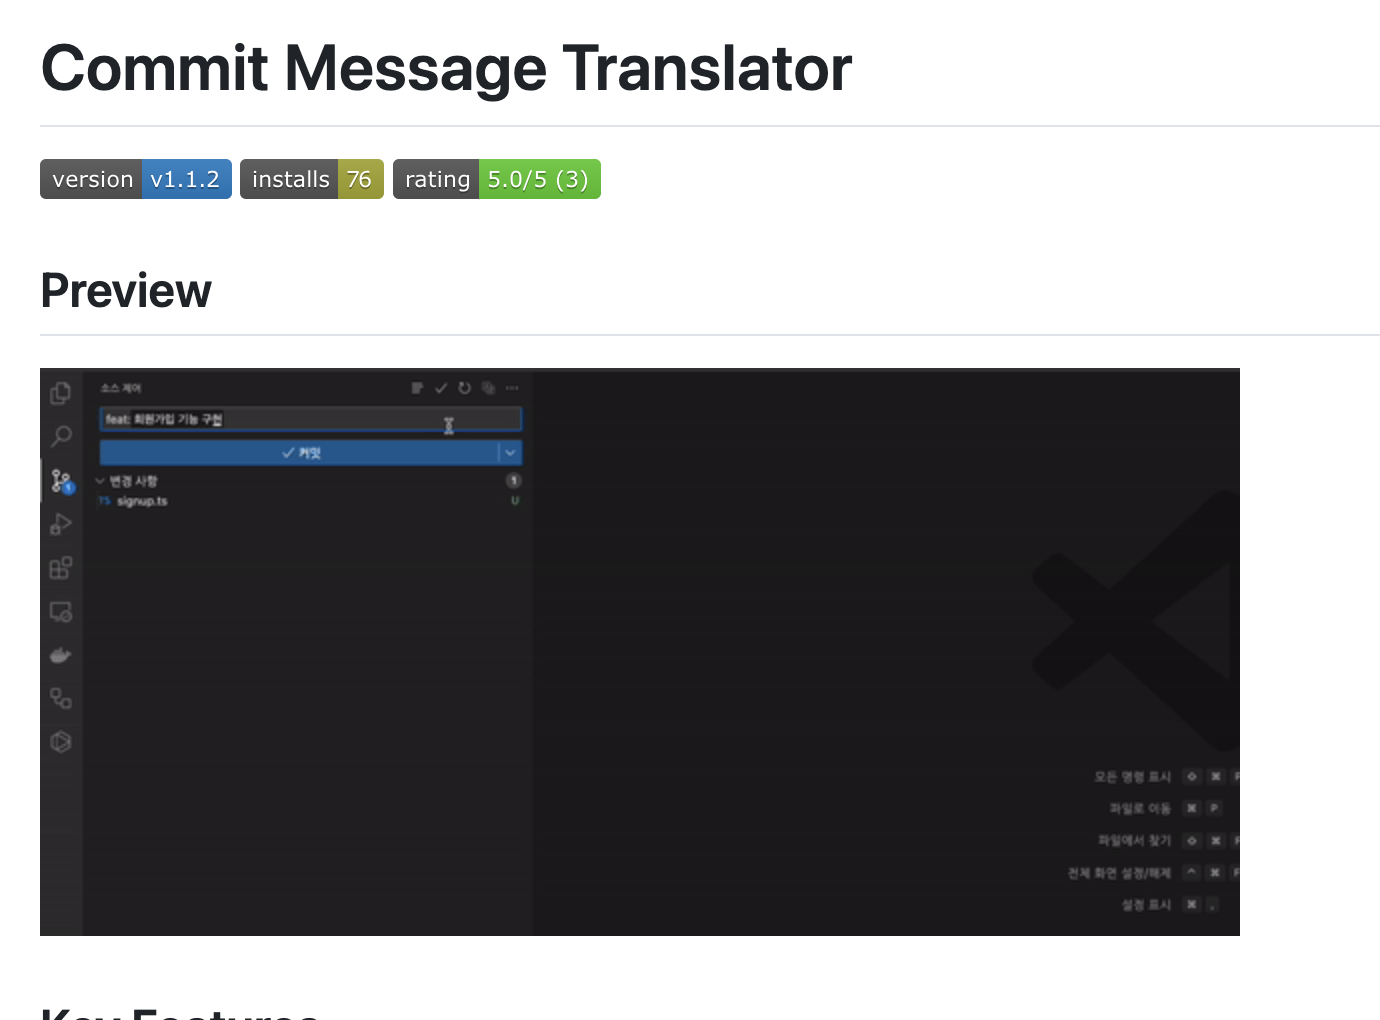 Commit Message Translator
version v1.1.2 installs 76 rating 5.0/5 (3)
Preview
소스 제어
feat: 회원가입 기능 구현
커밋
변경 사항 1
TS signup.ts U
1
모든 명령 표시 ⇧ ⌘ P
파일로 이동 ⌘ P
파일에서 찾기 ⇧ ⌘ F
전체 화면 설정/해제 ^ ⌘ F
설정 표시 ⌘ ,
Key Features